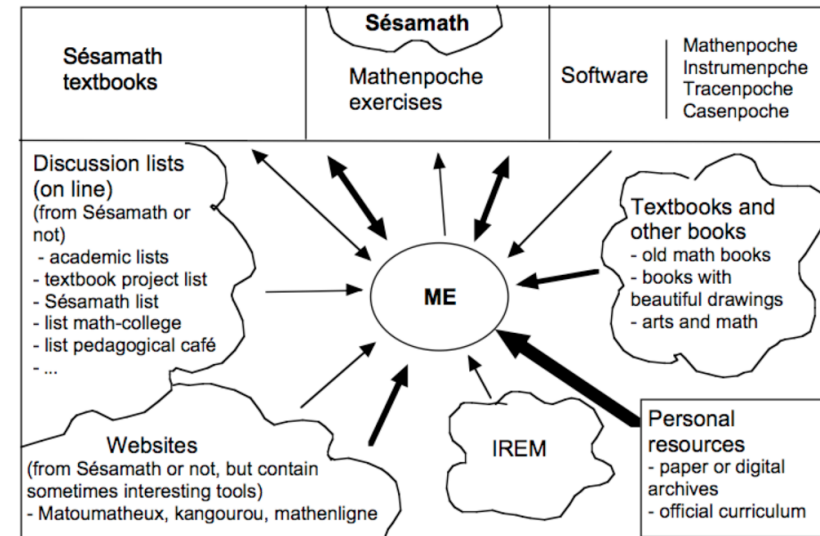 Sésamath
textbooks
Sésamath
Mathenpoche
exercises
Software
Mathenpoche
Instrumenpche
Tracenpoche
Casenpoche
Discussion lists
(on line)
(from Sésamath or
not)
- academic lists
- textbook project list
- Sésamath list
- list math-college
- list pedagogical café
- ...
ME
Textbooks and
other books
- old math books
- books with
beautiful drawings
- arts and math
Websites
(from Sésamath or not, but contain
sometimes interesting tools)
- Matoumatheux, kangourou, mathenligne
IREM
Personal
resources
- paper or digital
archives
- official curriculum